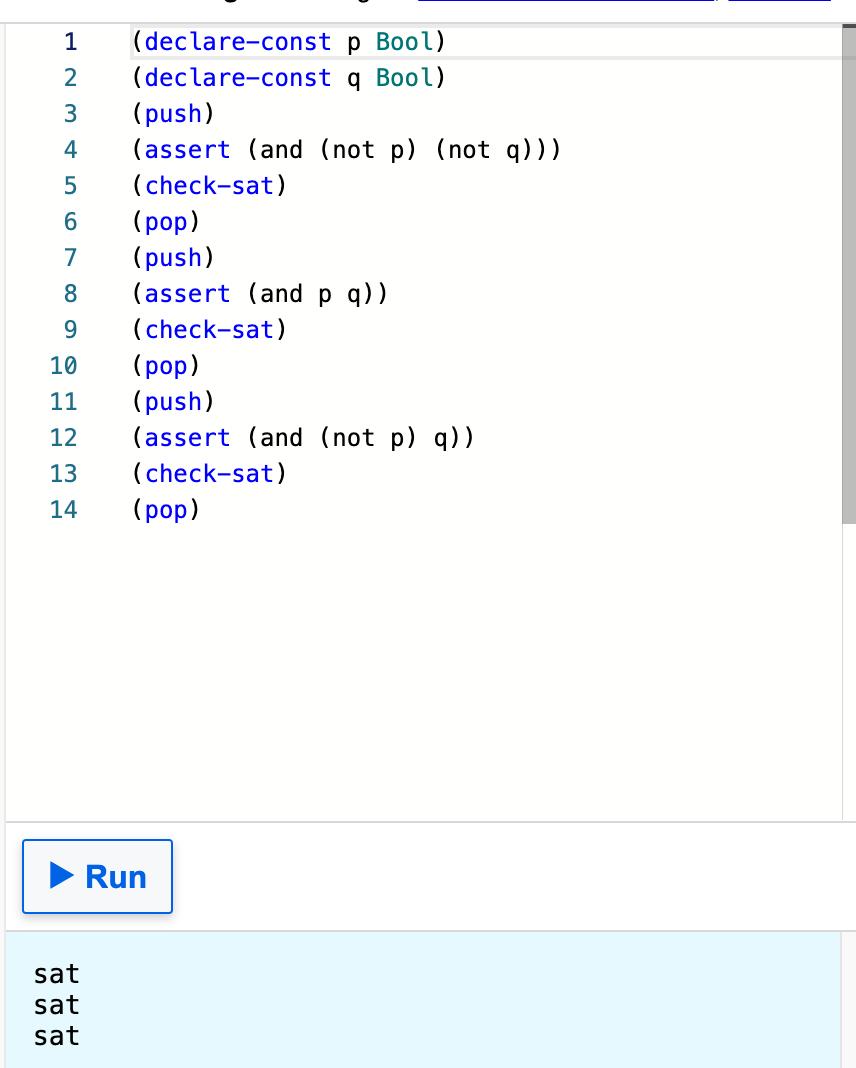 1 (declare-const p Bool)
2 (declare-const q Bool)
3 (push)
4 (assert (and (not p) (not q)))
5 (check-sat)
6 (pop)
7 (push)
8 (assert (and p q))
9 (check-sat)
10 (pop)
11 (push)
12 (assert (and (not p) q))
13 (check-sat)
14 (pop)
Run
sat
sat
sat